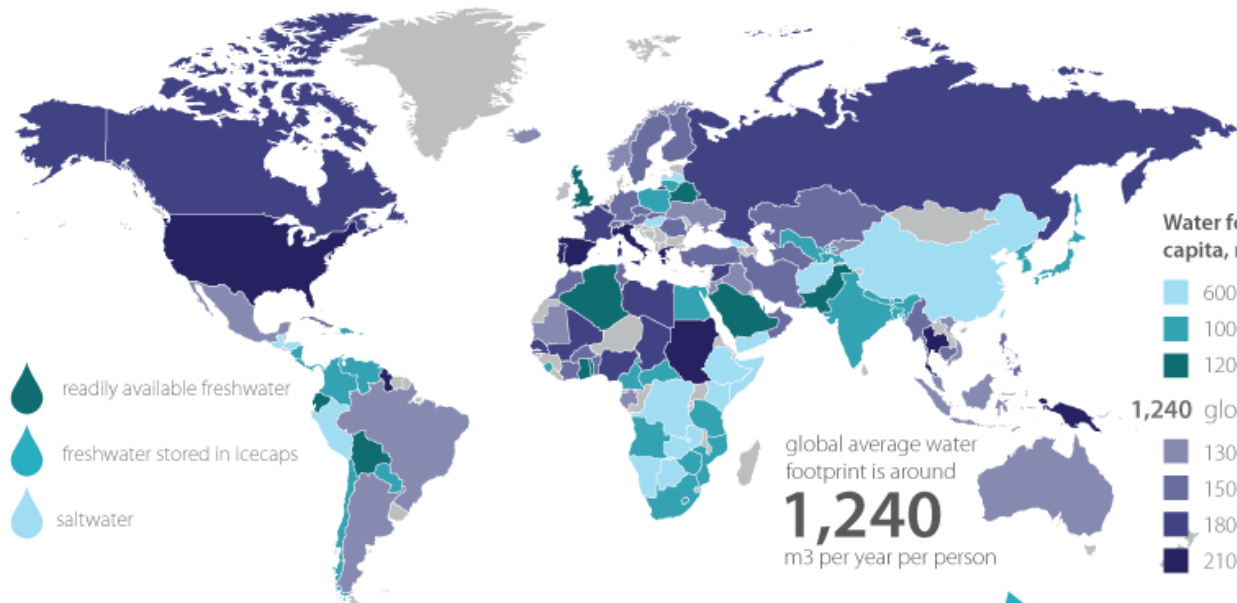 readily available freshwater
freshwater stored in icecaps
saltwater
global average water
footprint is around
1,240
m3 per year per person
Water fo
capita, r
600
100
120
1,240 glo
130
150
180
210